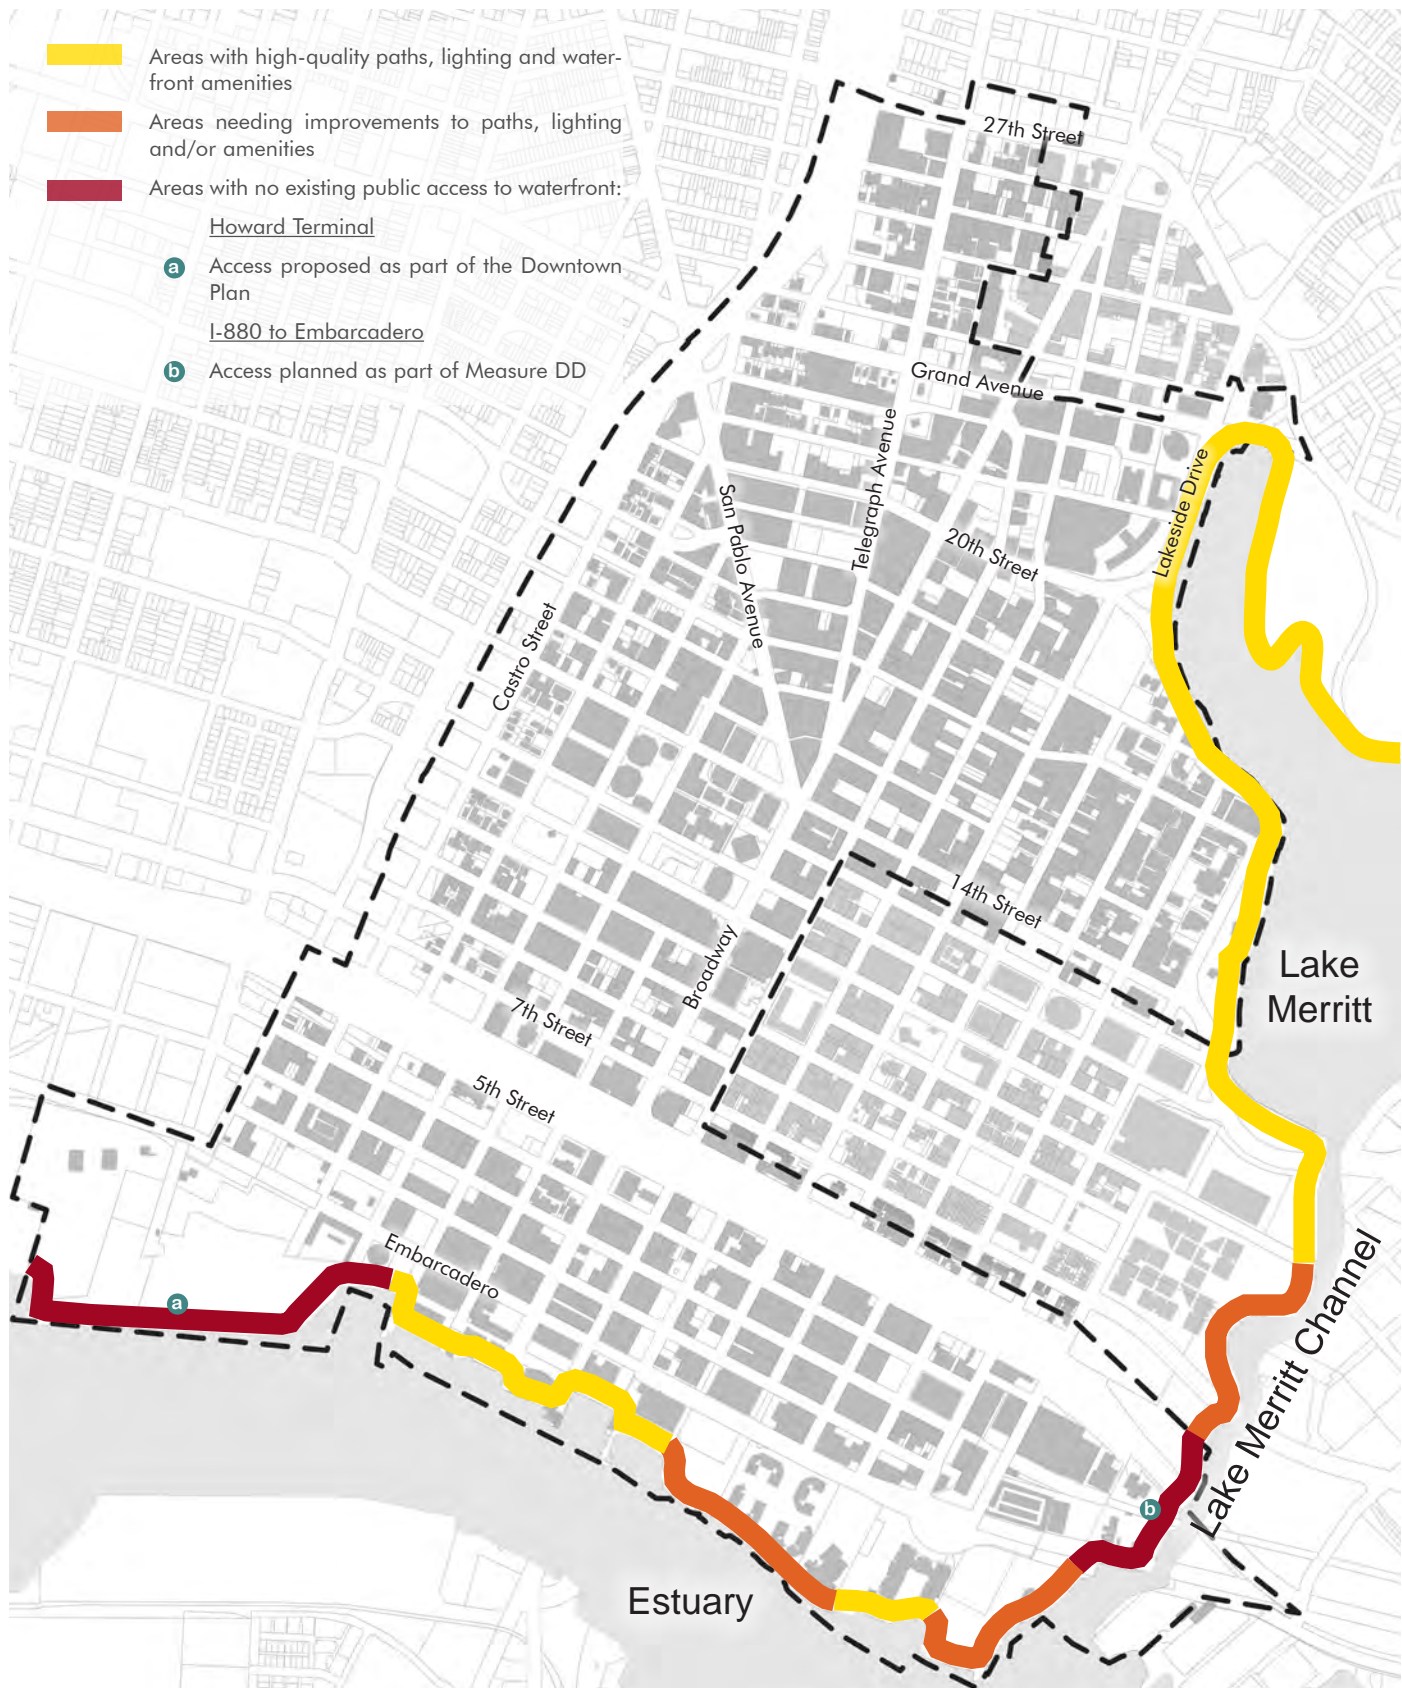 Areas with high-quality paths, lighting and water-
front amenities
Areas needing improvements to paths, lighting
and/or amenities
Areas with no existing public access to waterfront:
Howard Terminal
a Access proposed as part of the Downtown
Plan
I-880 to Embarcadero
b Access planned as part of Measure DD
27th Street
Grand Avenue
Telegraph Avenue
Lakeside Drive
San Pablo Avenue
20th Street
Castro Street
14th Street
Broadway
Lake
Merritt
7th Street
5th Street
Embarcadero
a
Lake Merritt Channel
b
Estuary